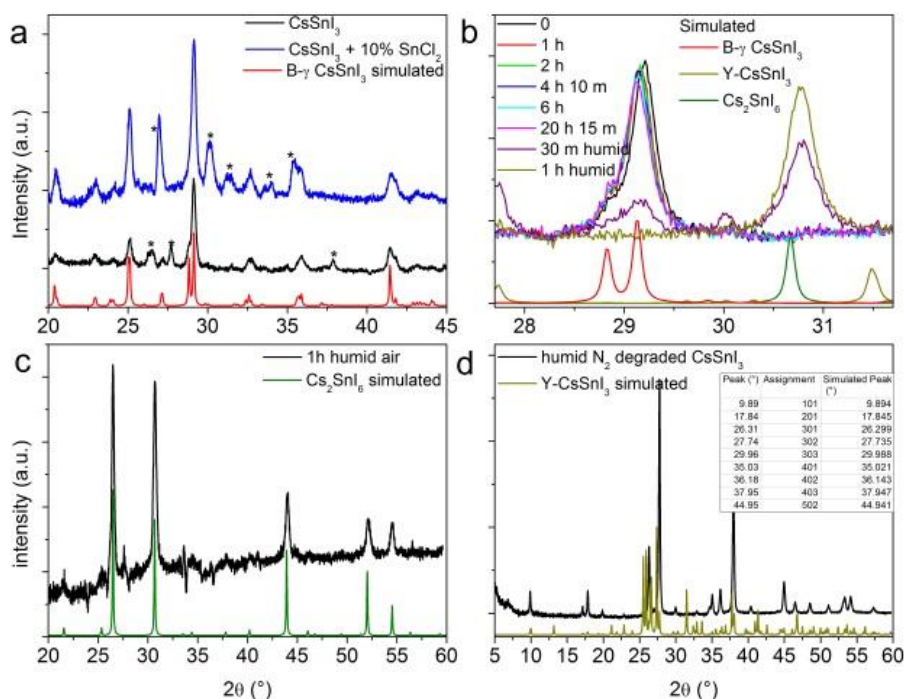 a
CsSnI₃
CsSnI₃ + 10% SnCl₂
B-γ CsSnI₃ simulated
*
*
*
*
*
*
*
*
Intensity (a.u.)
20 25 30 35 40 45
b
0
1 h
2 h
4 h 10 m
6 h
20 h 15 m
30 m humid
1 h humid
Simulated
B-γ CsSnI₃
Y-CsSnI₃
Cs₂SnI₆
28 29 30 31
c
1h humid air
Cs₂SnI₆ simulated
intensity (a.u.)
20 25 30 35 40 45 50 55 60
2θ (°)
d
humid N₂ degraded CsSnI₃
Y-CsSnI₃ simulated
Peak (°) Assignment Simulated Peak (°)
9.89 101 9.894
17.84 201 17.845
26.31 301 26.299
27.74 302 27.735
29.96 303 29.988
35.03 401 35.021
36.18 402 36.143
37.95 403 37.947
44.95 502 44.941
5 10 15 20 25 30 35 40 45 50 55 60
2θ (°)